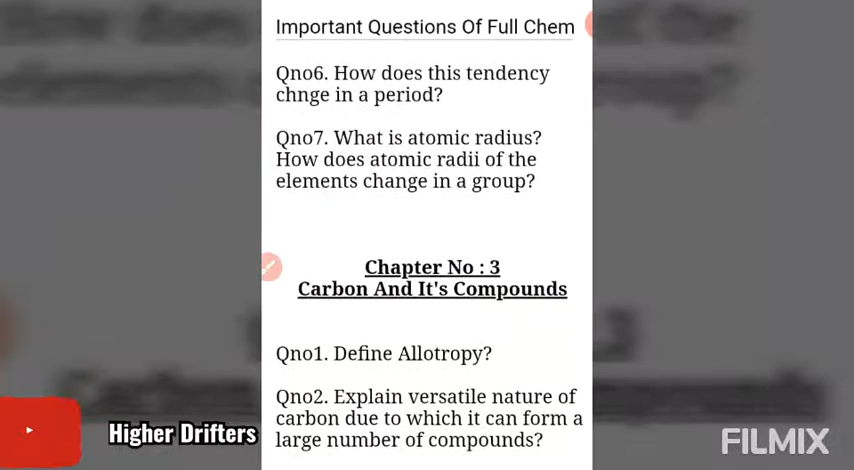 Important Questions Of Full Chem
Qno6. How does this tendency
chnge in a period?
Qno7. What is atomic radius?
How does atomic radii of the
elements change in a group?
Chapter No : 3
Carbon And It's Compounds
Qno1. Define Allotropy?
Qno2. Explain versatile nature of
carbon due to which it can form a
large number of compounds?
Higher Drifters
FILMIX